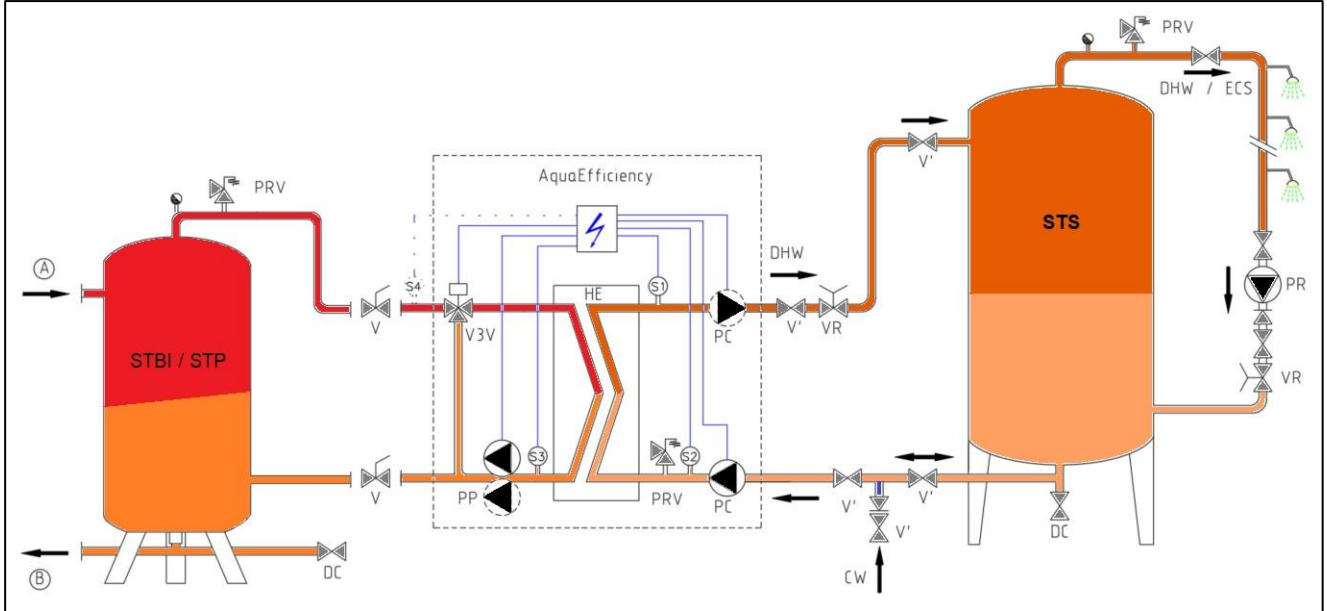 PRV
DHW / ECS
V'
AquaEfficiency
PRV
STS
A
DHW
S4
HE
S1
PR
V
V3V
PC
V'
VR
STBI / STP
VR
S3
PRV
S2
V
PP
PC
V'
V'
DC
V'
B
DC
CW